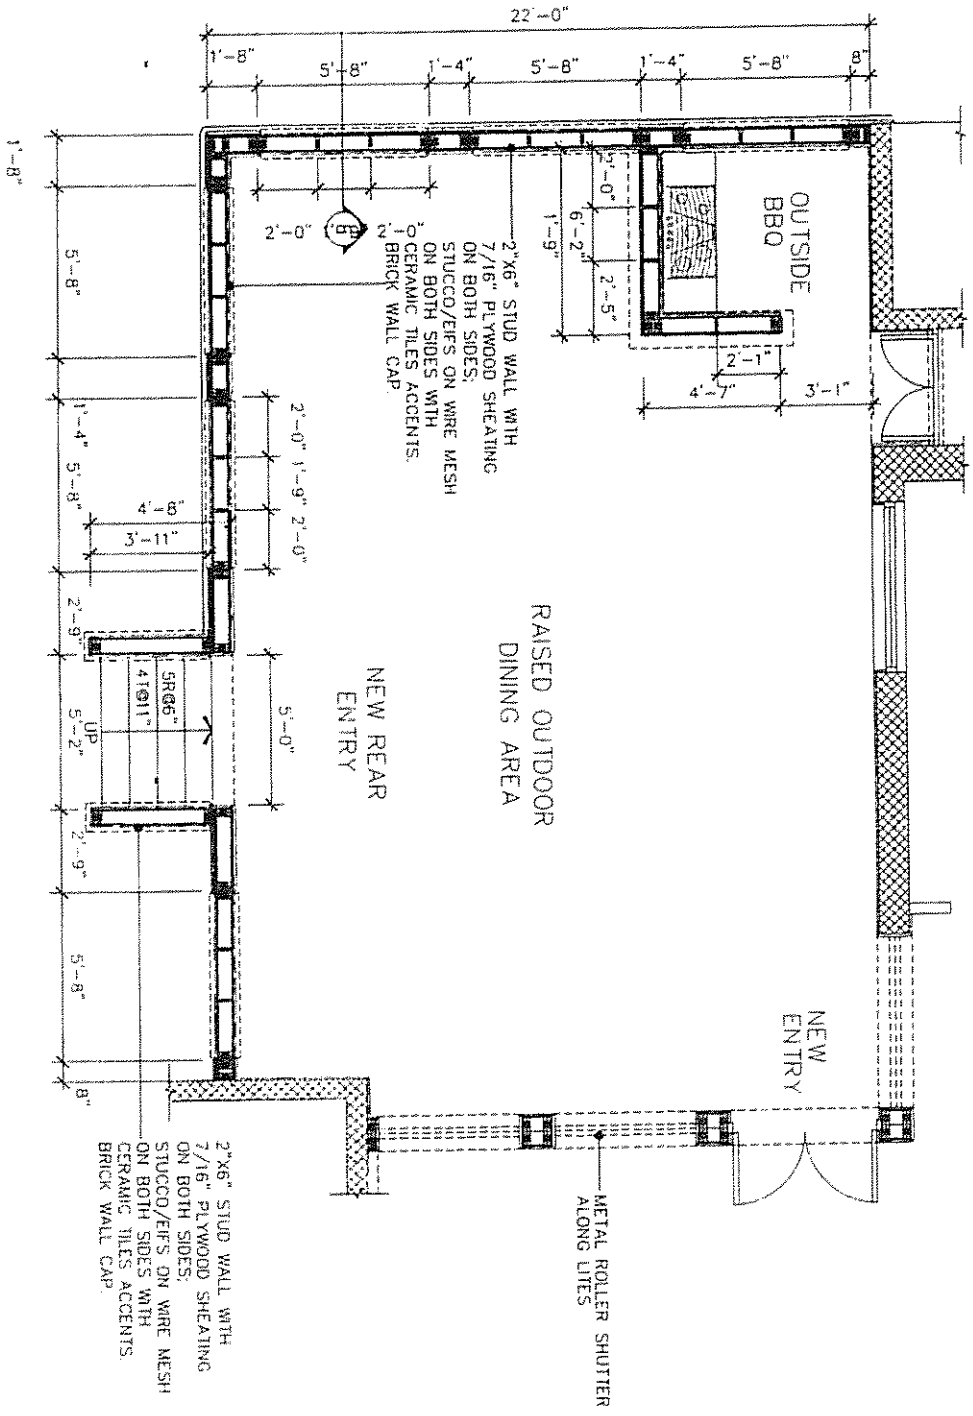 22'-0"
1'-8"
5'-8"
1'-4"
5'-8"
1'-4"
5'-8"
8"
1'-8"
5'-8"
1'-4"
5'-8"
2'-9"
5'-2"
2'-9"
5'-8"
8"
OUTSIDE
BBQ
2'-0"
6'-2"
1'-9"
2'-5"
2'-1"
4'-7"
3'-1"
2'-0"
2'-0"
2"X6" STUD WALL WITH
7/16" PLYWOOD SHEATING
ON BOTH SIDES;
STUCCO/EIFS ON WIRE MESH
ON BOTH SIDES WITH
CERAMIC TILES ACCENTS.
BRICK WALL CAP.
2'-0"
1'-9"
2'-0"
4'-8"
3'-11"
RAISED OUTDOOR
DINING AREA
NEW REAR
ENTRY
5R@6"
4T@11"
UP
5'-0"
NEW
ENTRY
METAL ROLLER SHUTTER
ALONG LITES
2"X6" STUD WALL WITH
7/16" PLYWOOD SHEATING
ON BOTH SIDES;
STUCCO/EIFS ON WIRE MESH
ON BOTH SIDES WITH
CERAMIC TILES ACCENTS.
BRICK WALL CAP.